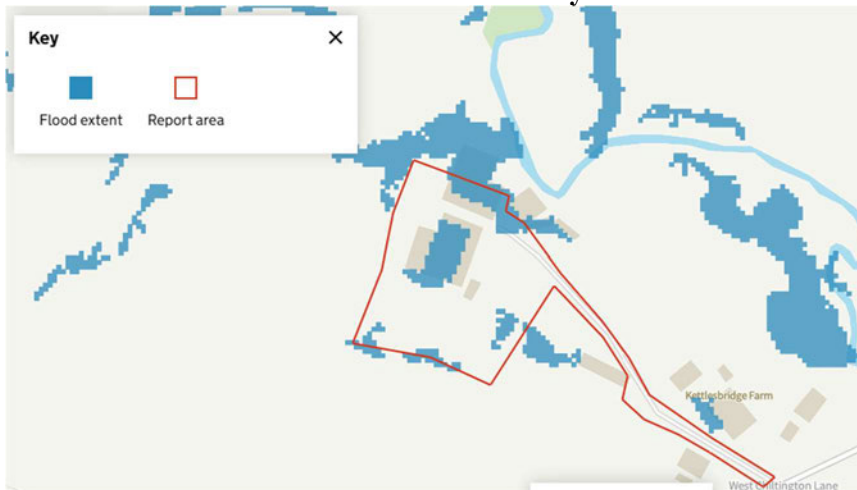 Key
Flood extent
Report area
Kettlesbridge Farm
West Chiltington Lane